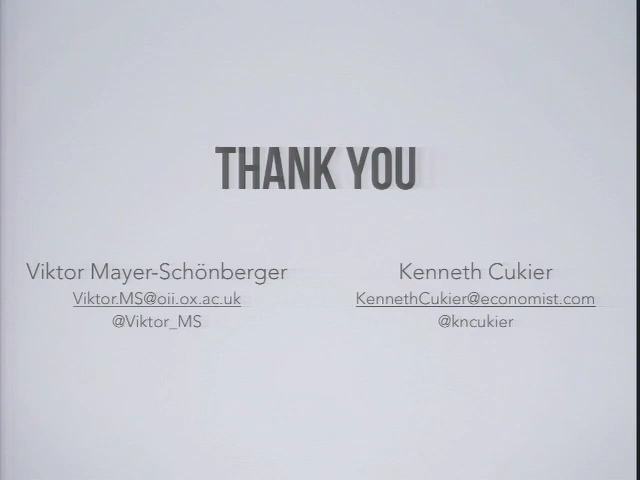 THANK YOU
Viktor Mayer-Schönberger
Viktor.MS@oii.ox.ac.uk
@Viktor_MS
Kenneth Cukier
KennethCukier@economist.com
@kncukier